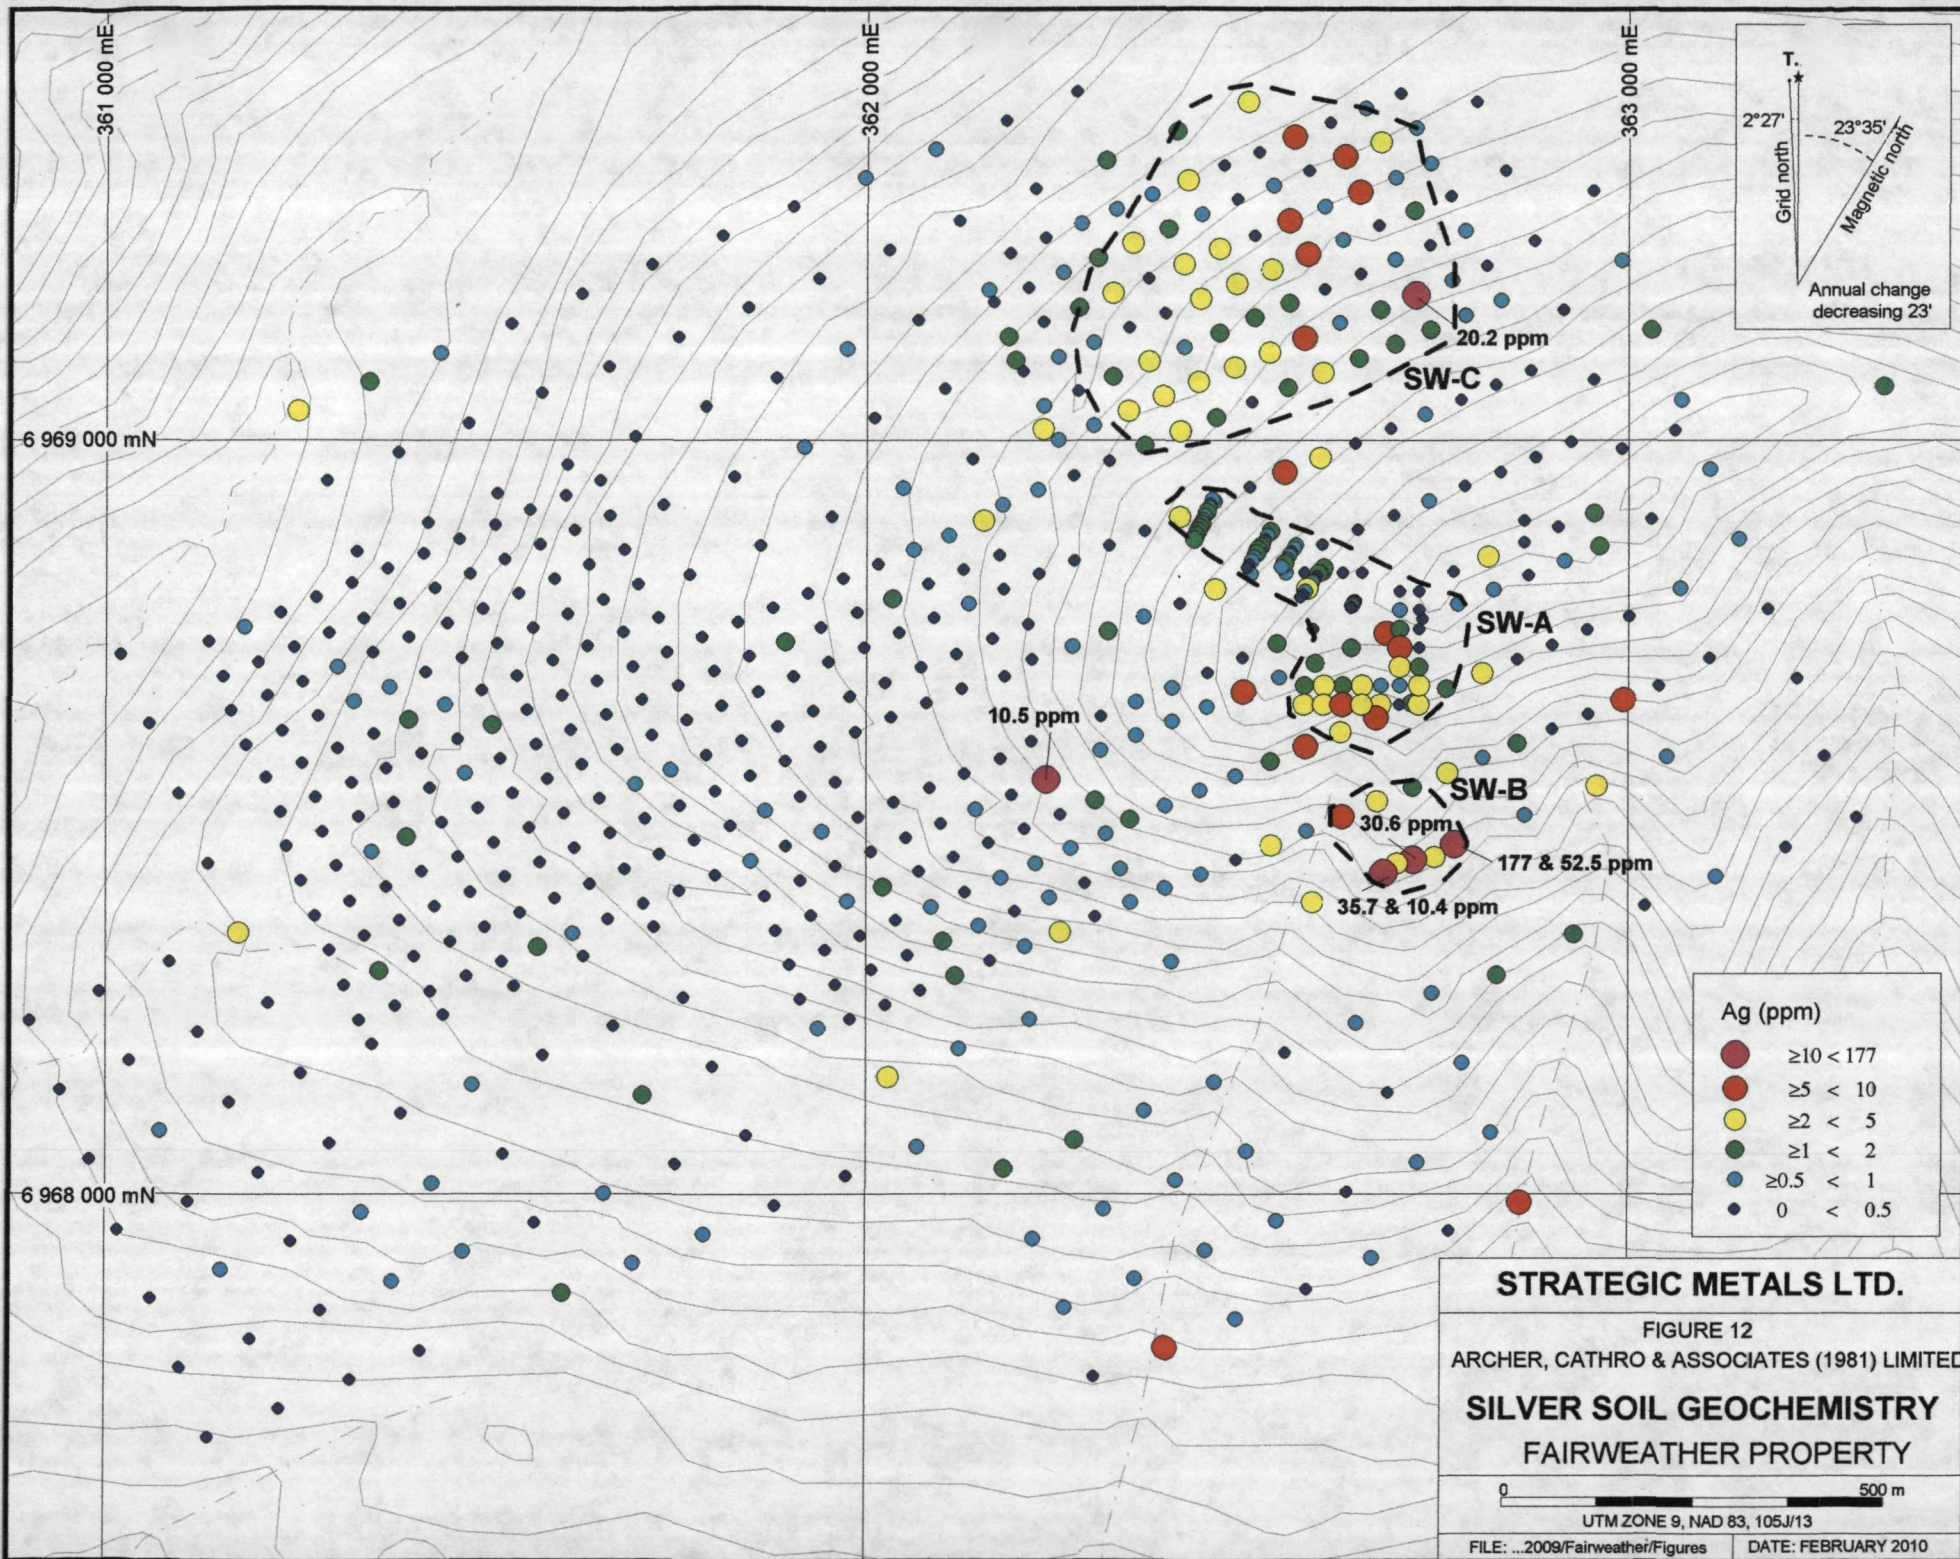 361 000 mE
362 000 mE
363 000 mE
T.
2°27'
23°35'
Grid north
Magnetic north
Annual change
decreasing 23'
20.2 ppm
SW-C
6 969 000 mN
SW-A
10.5 ppm
SW-B
30.6 ppm
177 & 52.5 ppm
35.7 & 10.4 ppm
Ag (ppm)
≥10 < 177
≥5 < 10
≥2 < 5
≥1 < 2
≥0.5 < 1
0 < 0.5
6 968 000 mN
STRATEGIC METALS LTD.
FIGURE 12
ARCHER, CATHRO & ASSOCIATES (1981) LIMITED
SILVER SOIL GEOCHEMISTRY
FAIRWEATHER PROPERTY
0 500 m
UTM ZONE 9, NAD 83, 105J/13
FILE: ...2009/Fairweather/Figures DATE: FEBRUARY 2010